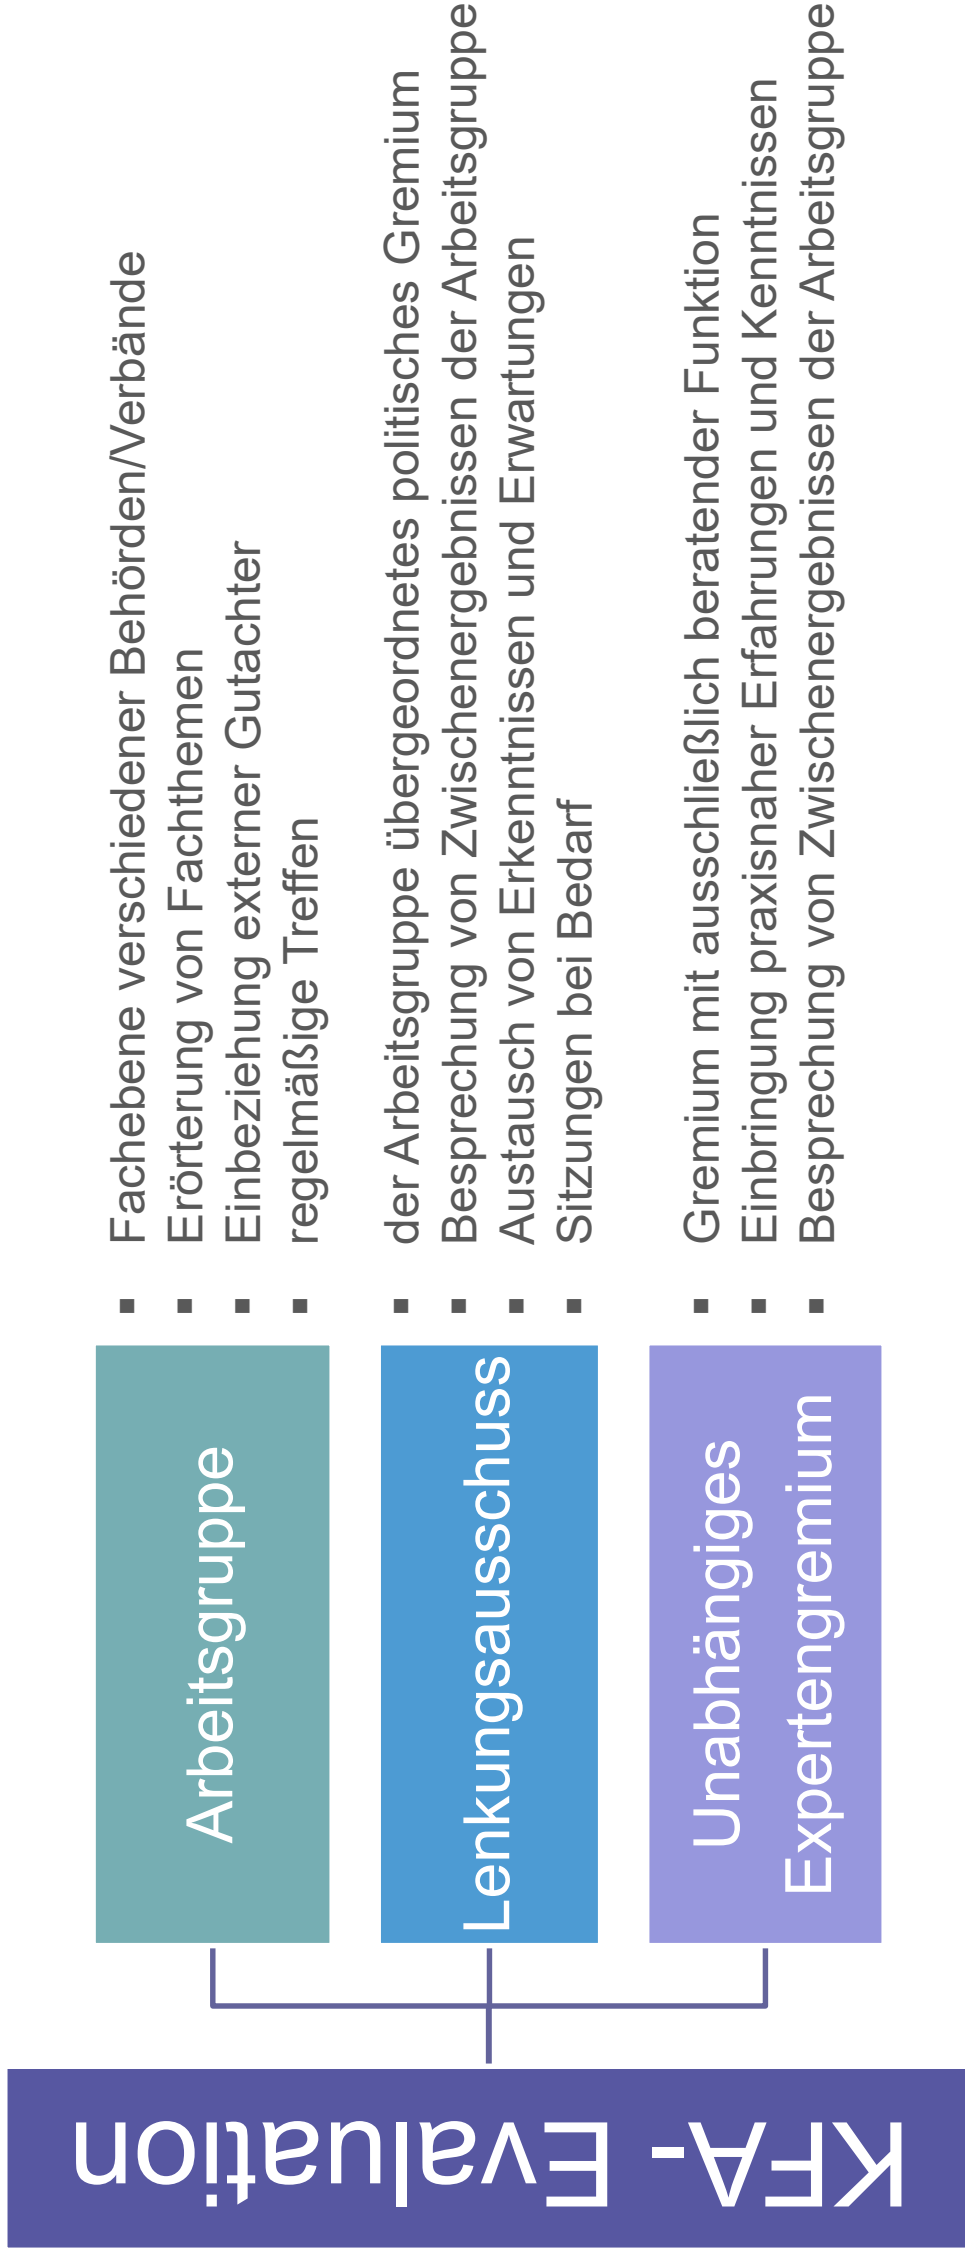 KFA- Evaluation
Arbeitsgruppe
▪ Fachebene verschiedener Behörden/Verbände
▪ Erörterung von Fachthemen
▪ Einbeziehung externer Gutachter
▪ regelmäßige Treffen
Lenkungsausschuss
▪ der Arbeitsgruppe übergeordnetes politisches Gremium
▪ Besprechung von Zwischenergebnissen der Arbeitsgruppe
▪ Austausch von Erkenntnissen und Erwartungen
▪ Sitzungen bei Bedarf
Unabhängiges
Expertengremium
▪ Gremium mit ausschließlich beratender Funktion
▪ Einbringung praxisnaher Erfahrungen und Kenntnissen
▪ Besprechung von Zwischenergebnissen der Arbeitsgruppe